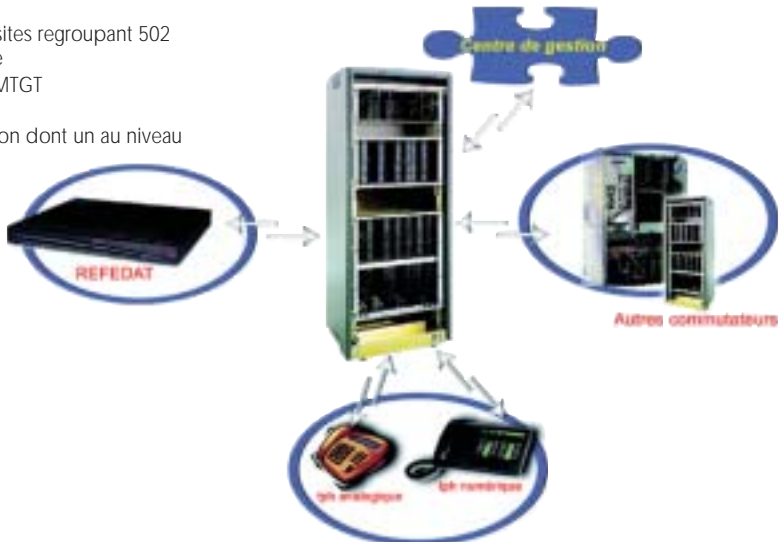 sites regroupant 502
e
MTGT
on dont un au niveau
Centre de gestion
REFEDAT
Autres commutateurs
tph analogique
tph numérique